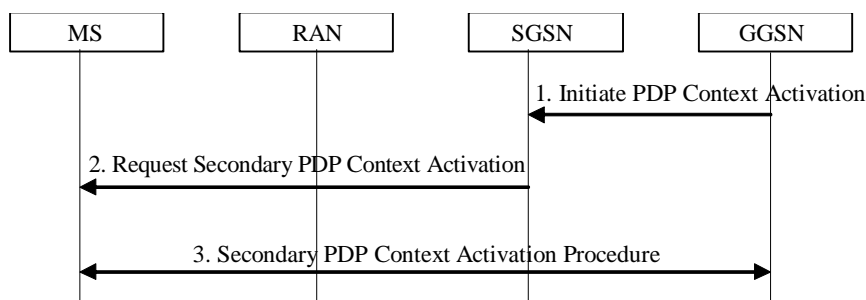 MS RAN SGSN GGSN
1. Initiate PDP Context Activation
2. Request Secondary PDP Context Activation
3. Secondary PDP Context Activation Procedure